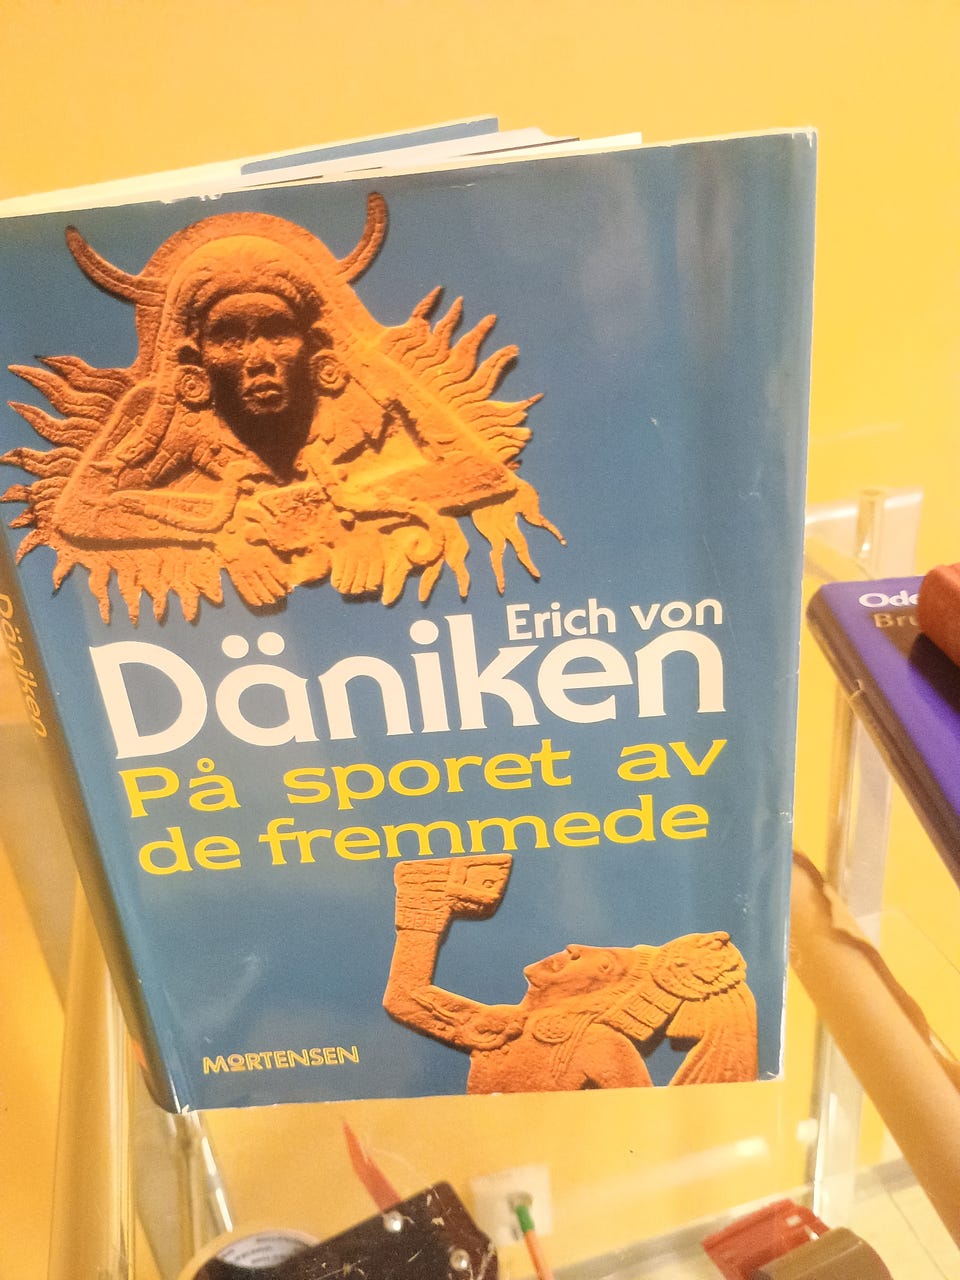 Erich von
Däniken
På sporet av
de fremmede
MORTENSEN
Däniken